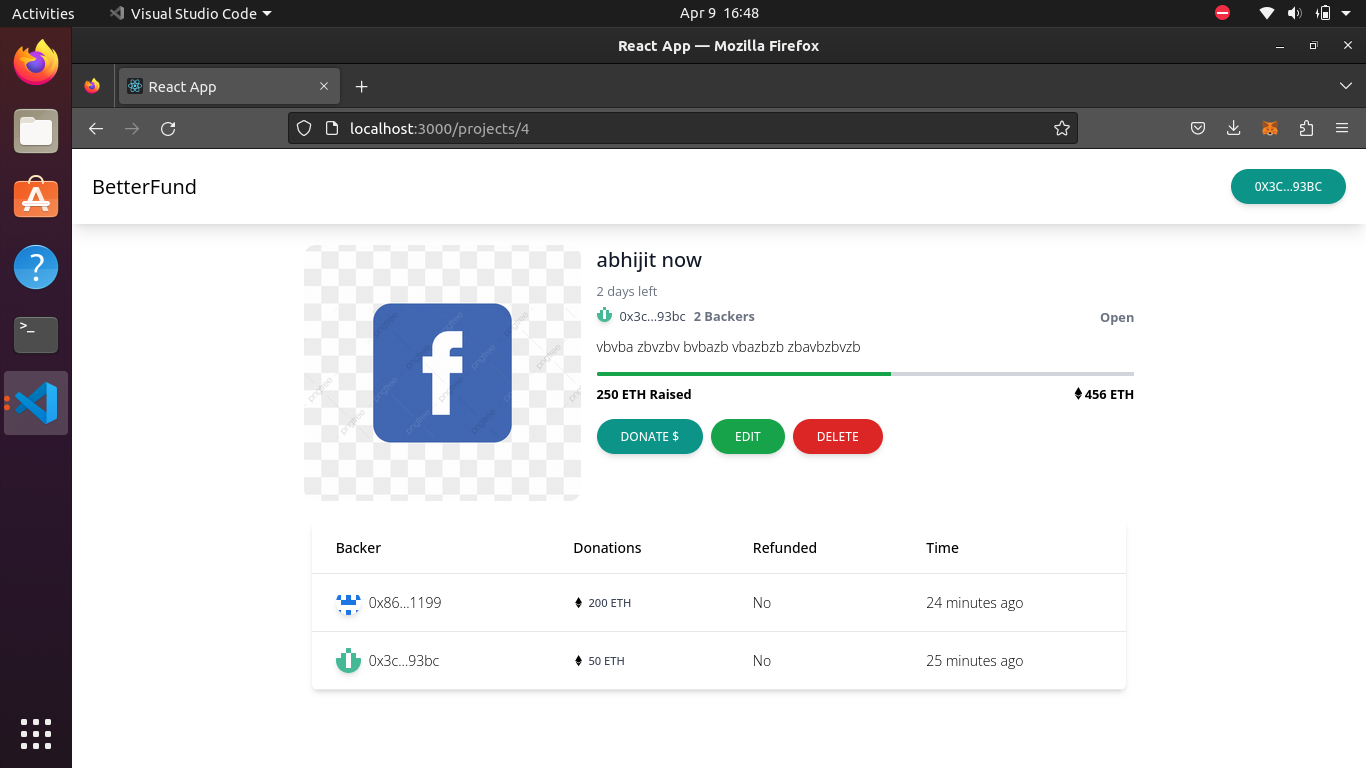 Activities Visual Studio Code Apr 9 16:48
React App — Mozilla Firefox
React App
localhost:3000/projects/4
BetterFund 0X3C...93BC
abhijit now
2 days left
0x3c...93bc 2 Backers Open
vbvba zbvzbv bvbazb vbazbzb zbavbzbvzb
250 ETH Raised 456 ETH
DONATE $ EDIT DELETE
Backer Donations Refunded Time
0x86...1199 200 ETH No 24 minutes ago
0x3c...93bc 50 ETH No 25 minutes ago